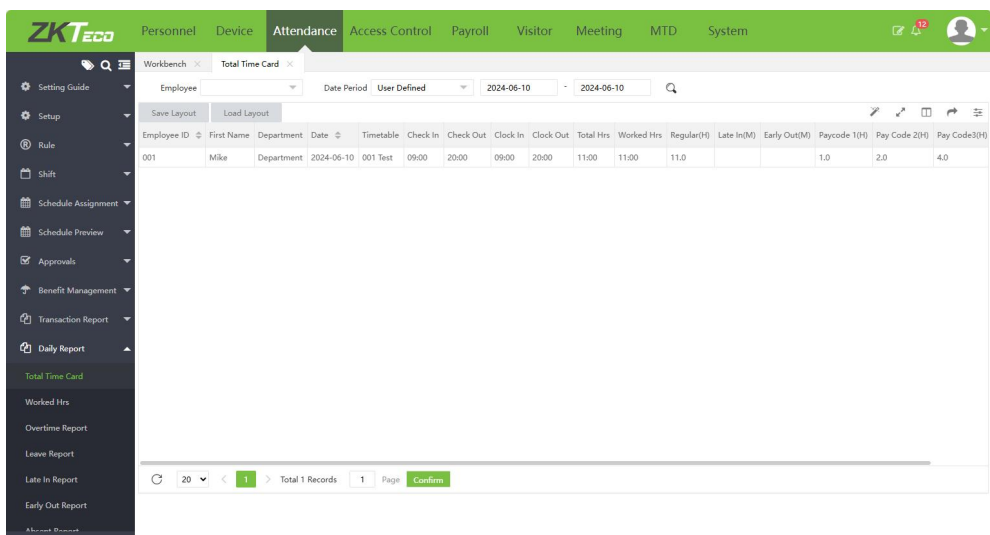 ZKTECO Personnel Device Attendance Access Control Payroll Visitor Meeting MTD System 12
Workbench Total Time Card
Setting Guide Employee Date Period User Defined 2024-06-10 - 2024-06-10
Setup Save Layout Load Layout
Employee ID First Name Department Date Timetable Check In Check Out Clock In Clock Out Total Hrs Worked Hrs Regular(H) Late In(M) Early Out(M) Paycode 1(H) Pay Code 2(H) Pay Code3(H)
Rule
001 Mike Department 2024-06-10 001 Test 09:00 20:00 09:00 20:00 11:00 11:00 11.0 1.0 2.0 4.0
Shift
Schedule Assignment
Schedule Preview
Approvals
Benefit Management
Transaction Report
Daily Report
Total Time Card
Worked Hrs
Overtime Report
Leave Report
Late In Report 20 1 Total 1 Records 1 Page Confirm
Early Out Report
Absent Report